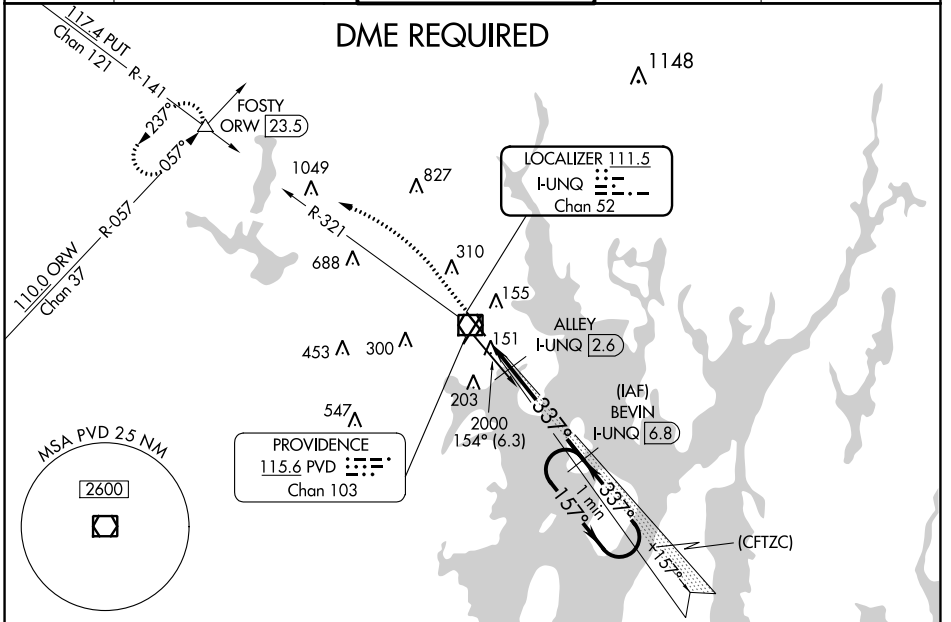 DME REQUIRED
117.4 PUT
Chan 121
R-141
1148
237°
057°
FOSTY
ORW 23.5
LOCALIZER 111.5
I-UNQ
Chan 52
1049
827
R-321
R-057
110.0 ORW
Chan 37
688
310
155
151
ALLEY
I-UNQ 2.6
453
300
203
2000
154° (6.3)
337°
(IAF)
BEVIN
I-UNQ 6.8
547
PROVIDENCE
115.6 PVD
Chan 103
MSA PVD 25 NM
2600
1 min
157°
337°
(CFTZC)
x
157°